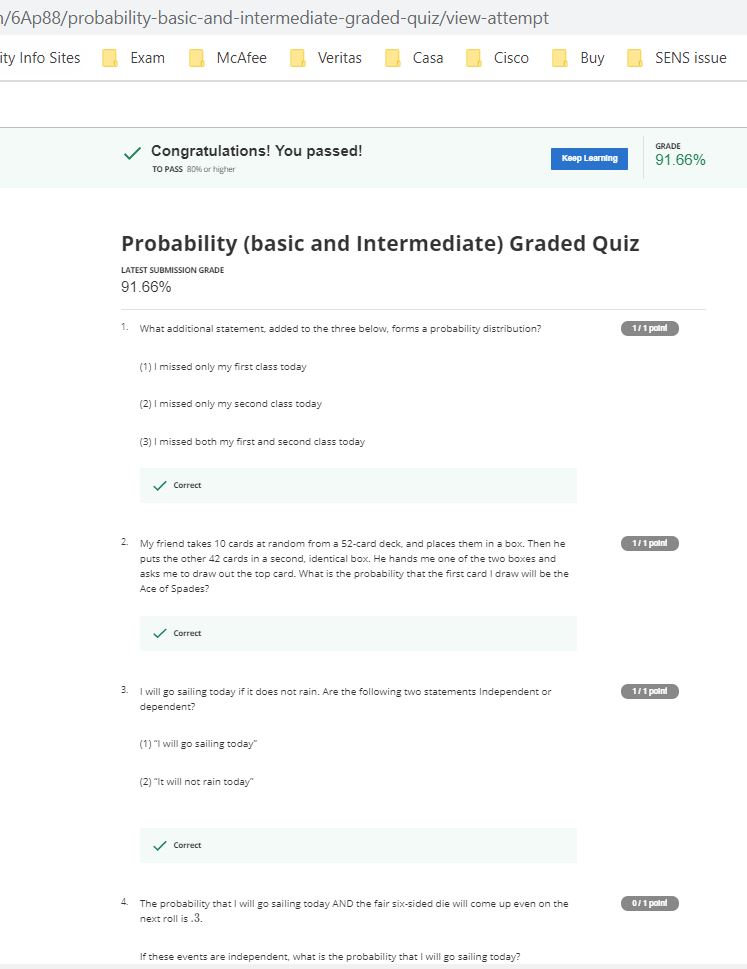 /6Ap88/probability-basic-and-intermediate-graded-quiz/view-attempt
ity Info Sites Exam McAfee Veritas Casa Cisco Buy SENS issue
Congratulations! You passed!
TO PASS 80% or higher
Keep Learning
GRADE
91.66%
Probability (basic and Intermediate) Graded Quiz
LATEST SUBMISSION GRADE
91.66%
1. What additional statement, added to the three below, forms a probability distribution? 1 / 1 point
(1) I missed only my first class today
(2) I missed only my second class today
(3) I missed both my first and second class today
Correct
2. My friend takes 10 cards at random from a 52-card deck, and places them in a box. Then he 1 / 1 point
puts the other 42 cards in a second, identical box. He hands me one of the two boxes and
asks me to draw out the top card. What is the probability that the first card I draw will be the
Ace of Spades?
Correct
3. I will go sailing today if it does not rain. Are the following two statements Independent or 1 / 1 point
dependent?
(1) "I will go sailing today"
(2) "It will not rain today"
Correct
4. The probability that I will go sailing today AND the fair six-sided die will come up even on the 0 / 1 point
next roll is .3.
If these events are independent, what is the probability that I will go sailing today?